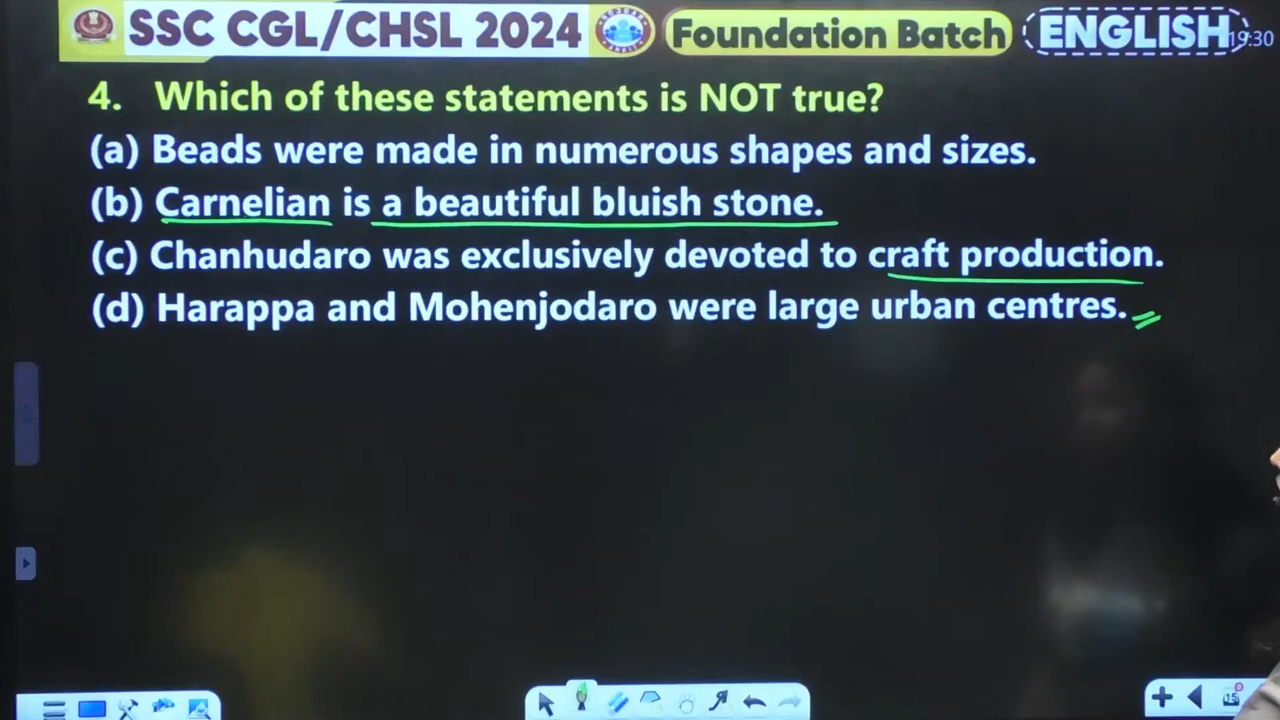 SSC CGL/CHSL 2024 Foundation Batch ENGLISH 19:30
4. Which of these statements is NOT true?
(a) Beads were made in numerous shapes and sizes.
(b) Carnelian is a beautiful bluish stone.
(c) Chanhudaro was exclusively devoted to craft production.
(d) Harappa and Mohenjodaro were large urban centres.